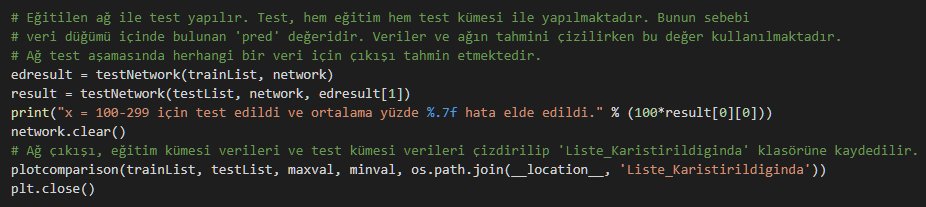 # Eğitilen ağ ile test yapılır. Test, hem eğitim hem test kümesi ile yapılmaktadır. Bunun sebebi
# veri düğümü içinde bulunan 'pred' değeridir. Veriler ve ağın tahmini çizilirken bu değer kullanılmaktadır.
# Ağ test aşamasında herhangi bir veri için çıkışı tahmin etmektedir.
edresult = testNetwork(trainList, network)
result = testNetwork(testList, network, edresult[1])
print("x = 100-299 için test edildi ve ortalama yüzde %.7f hata elde edildi." % (100*result[0][0]))
network.clear()
# Ağ çıkışı, eğitim kümesi verileri ve test kümesi verileri çizdirilip 'Liste_Karistirildiginda' klasörüne kaydedilir.
plotcomparison(trainList, testList, maxval, minval, os.path.join(__location__, 'Liste_Karistirildiginda'))
plt.close()